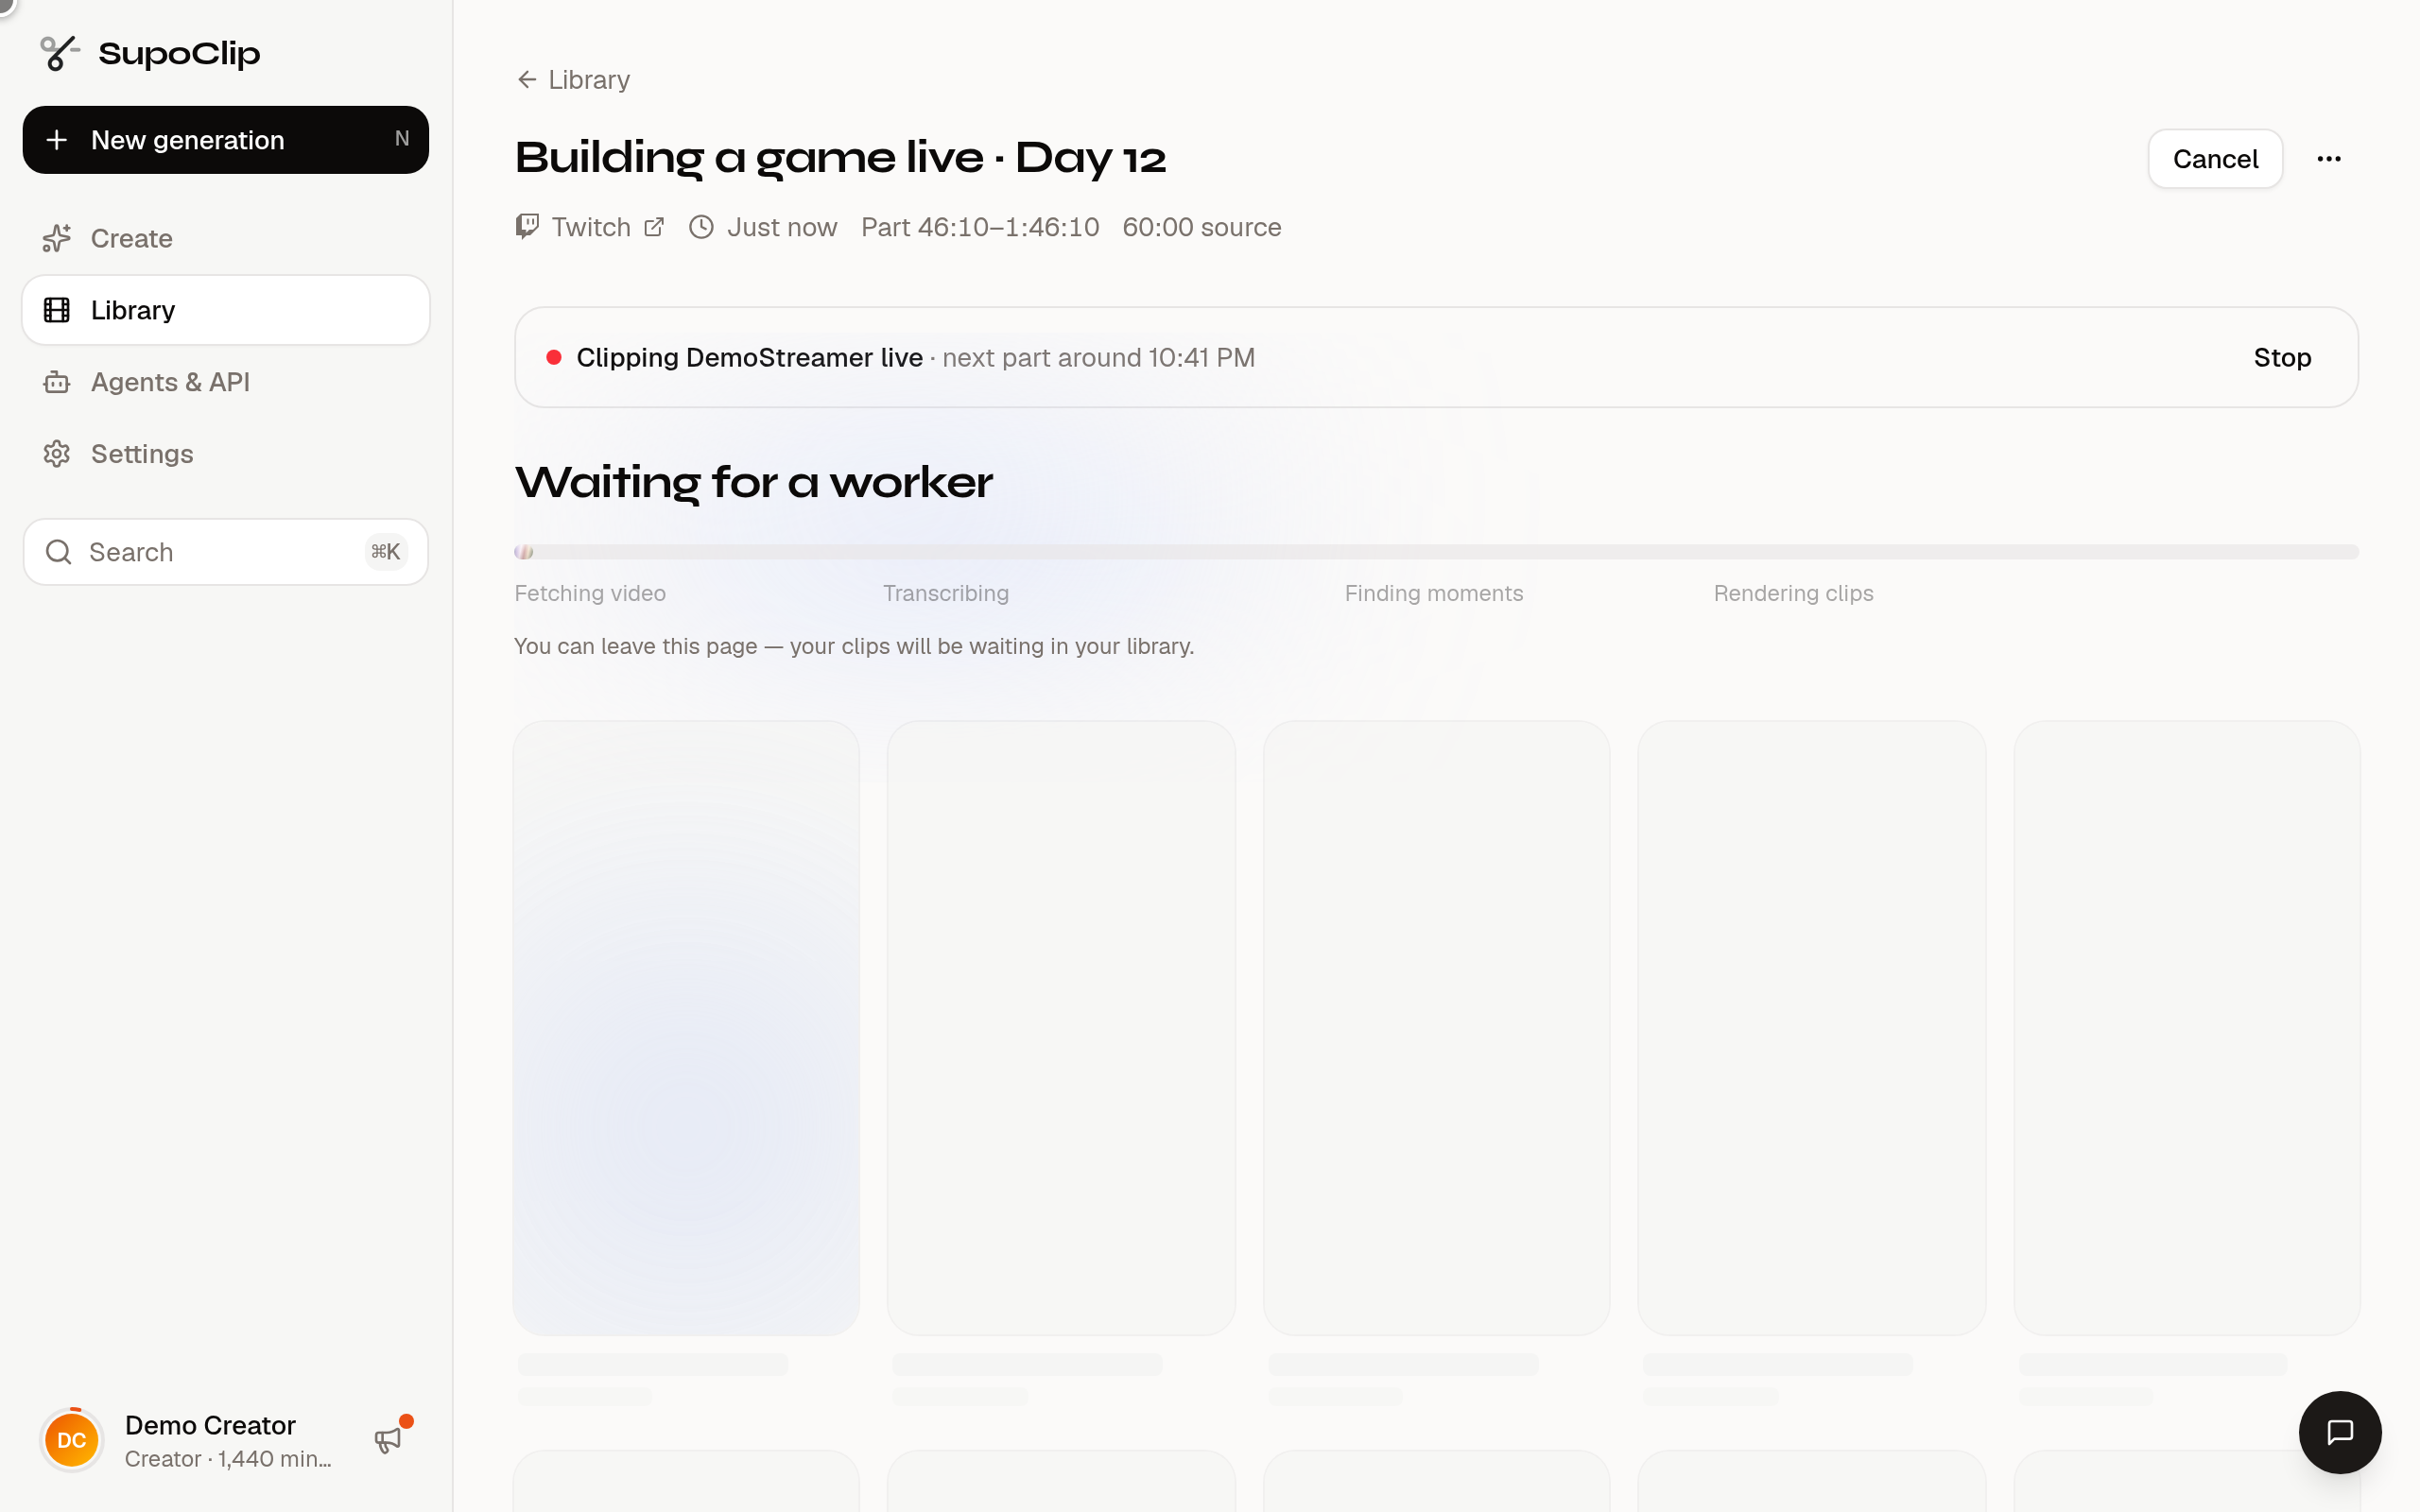 SupoClip
New generation N
Create
Library
Agents & API
Settings
Search ⌘K
Demo Creator
Creator · 1,440 min...
DC
← Library
Building a game live · Day 12
Cancel
Twitch Just now Part 46:10–1:46:10 60:00 source
Clipping DemoStreamer live · next part around 10:41 PM
Stop
Waiting for a worker
Fetching video Transcribing Finding moments Rendering clips
You can leave this page — your clips will be waiting in your library.